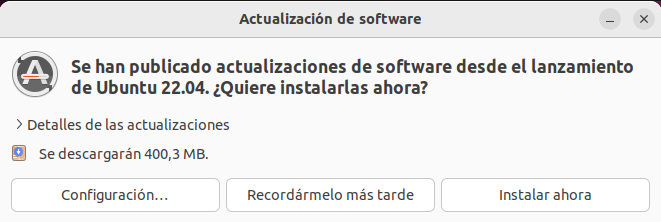 Actualización de software
Se han publicado actualizaciones de software desde el lanzamiento
de Ubuntu 22.04. ¿Quiere instalarlas ahora?
Detalles de las actualizaciones
Se descargarán 400,3 MB.
Configuración…
Recordármelo más tarde
Instalar ahora